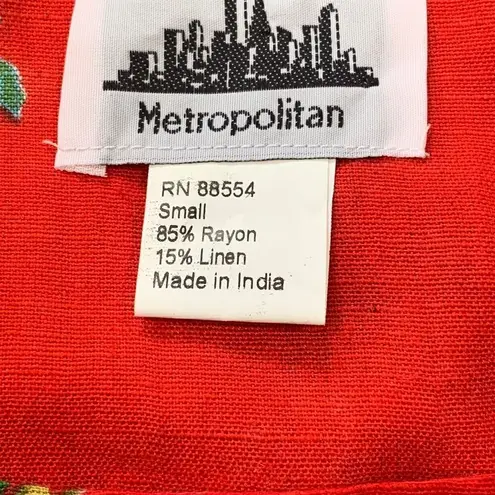 Metropolitan
RN 88554
Small
85% Rayon
15% Linen
Made in India